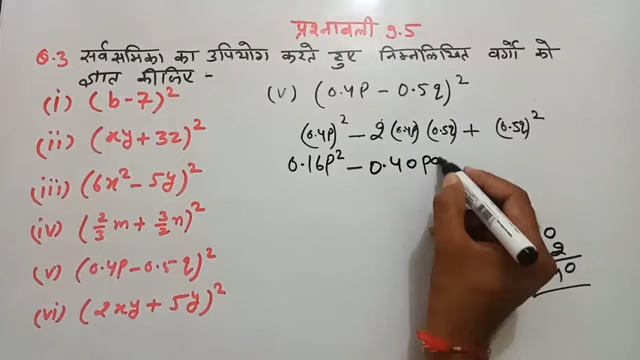 प्रश्नावली 9.5
Q.3 सर्वसमिका का उपयोग करते हुए निम्नलिखित वर्गों को
ज्ञात कीजिए -
(i) (b-7)²
(ii) (xy+3z)²
(iii) (6x²-5y)²
(iv) (2/3 m + 3/2 n)²
(v) (0.4p-0.5q)²
(vi) (2xy+5y)²
(v) (0.4p - 0.5q)²
(0.4p)² - 2(0.4p)(0.5q) + (0.5q)²
0.16p² - 0.40p